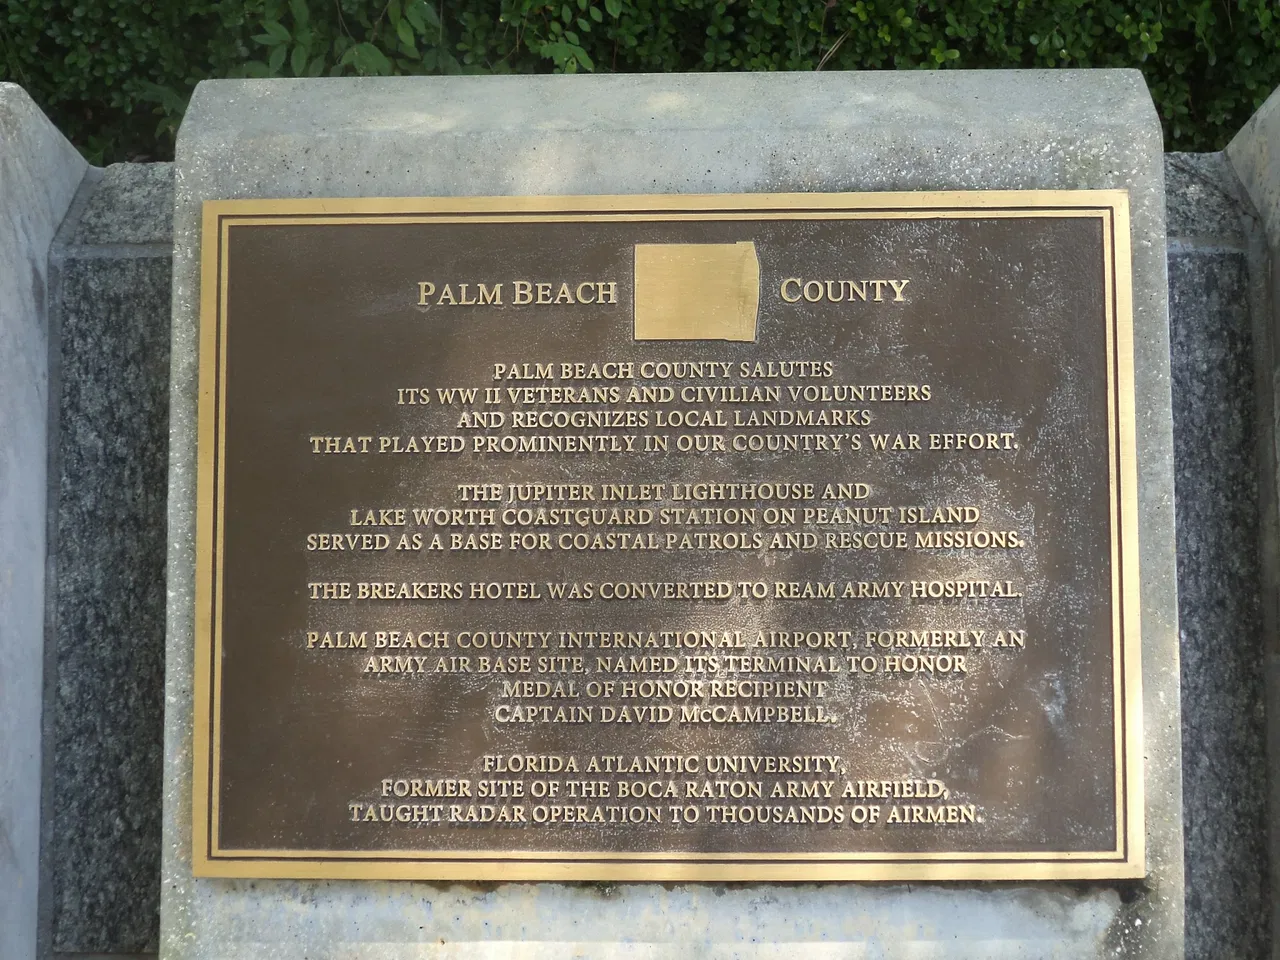 PALM BEACH COUNTY
PALM BEACH COUNTY SALUTES
ITS WW II VETERANS AND CIVILIAN VOLUNTEERS
AND RECOGNIZES LOCAL LANDMARKS
THAT PLAYED PROMINENTLY IN OUR COUNTRY'S WAR EFFORT.
THE JUPITER INLET LIGHTHOUSE AND
LAKE WORTH COASTGUARD STATION ON PEANUT ISLAND
SERVED AS A BASE FOR COASTAL PATROLS AND RESCUE MISSIONS.
THE BREAKERS HOTEL WAS CONVERTED TO REAM ARMY HOSPITAL.
PALM BEACH COUNTY INTERNATIONAL AIRPORT, FORMERLY AN
ARMY AIR BASE SITE, NAMED ITS TERMINAL TO HONOR
MEDAL OF HONOR RECIPIENT
CAPTAIN DAVID McCAMPBELL.
FLORIDA ATLANTIC UNIVERSITY,
FORMER SITE OF THE BOCA RATON ARMY AIRFIELD,
TAUGHT RADAR OPERATION TO THOUSANDS OF AIRMEN.